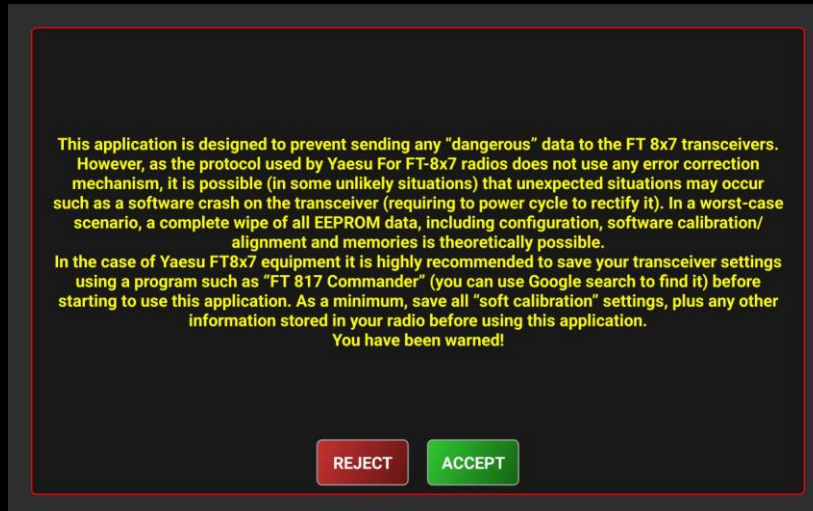 This application is designed to prevent sending any “dangerous” data to the FT 8x7 transceivers.
However, as the protocol used by Yaesu For FT-8x7 radios does not use any error correction
mechanism, it is possible (in some unlikely situations) that unexpected situations may occur
such as a software crash on the transceiver (requiring to power cycle to rectify it). In a worst-case
scenario, a complete wipe of all EEPROM data, including configuration, software calibration/
alignment and memories is theoretically possible.
In the case of Yaesu FT8x7 equipment it is highly recommended to save your transceiver settings
using a program such as “FT 817 Commander” (you can use Google search to find it) before
starting to use this application. As a minimum, save all “soft calibration” settings, plus any other
information stored in your radio before using this application.
You have been warned!
REJECT
ACCEPT